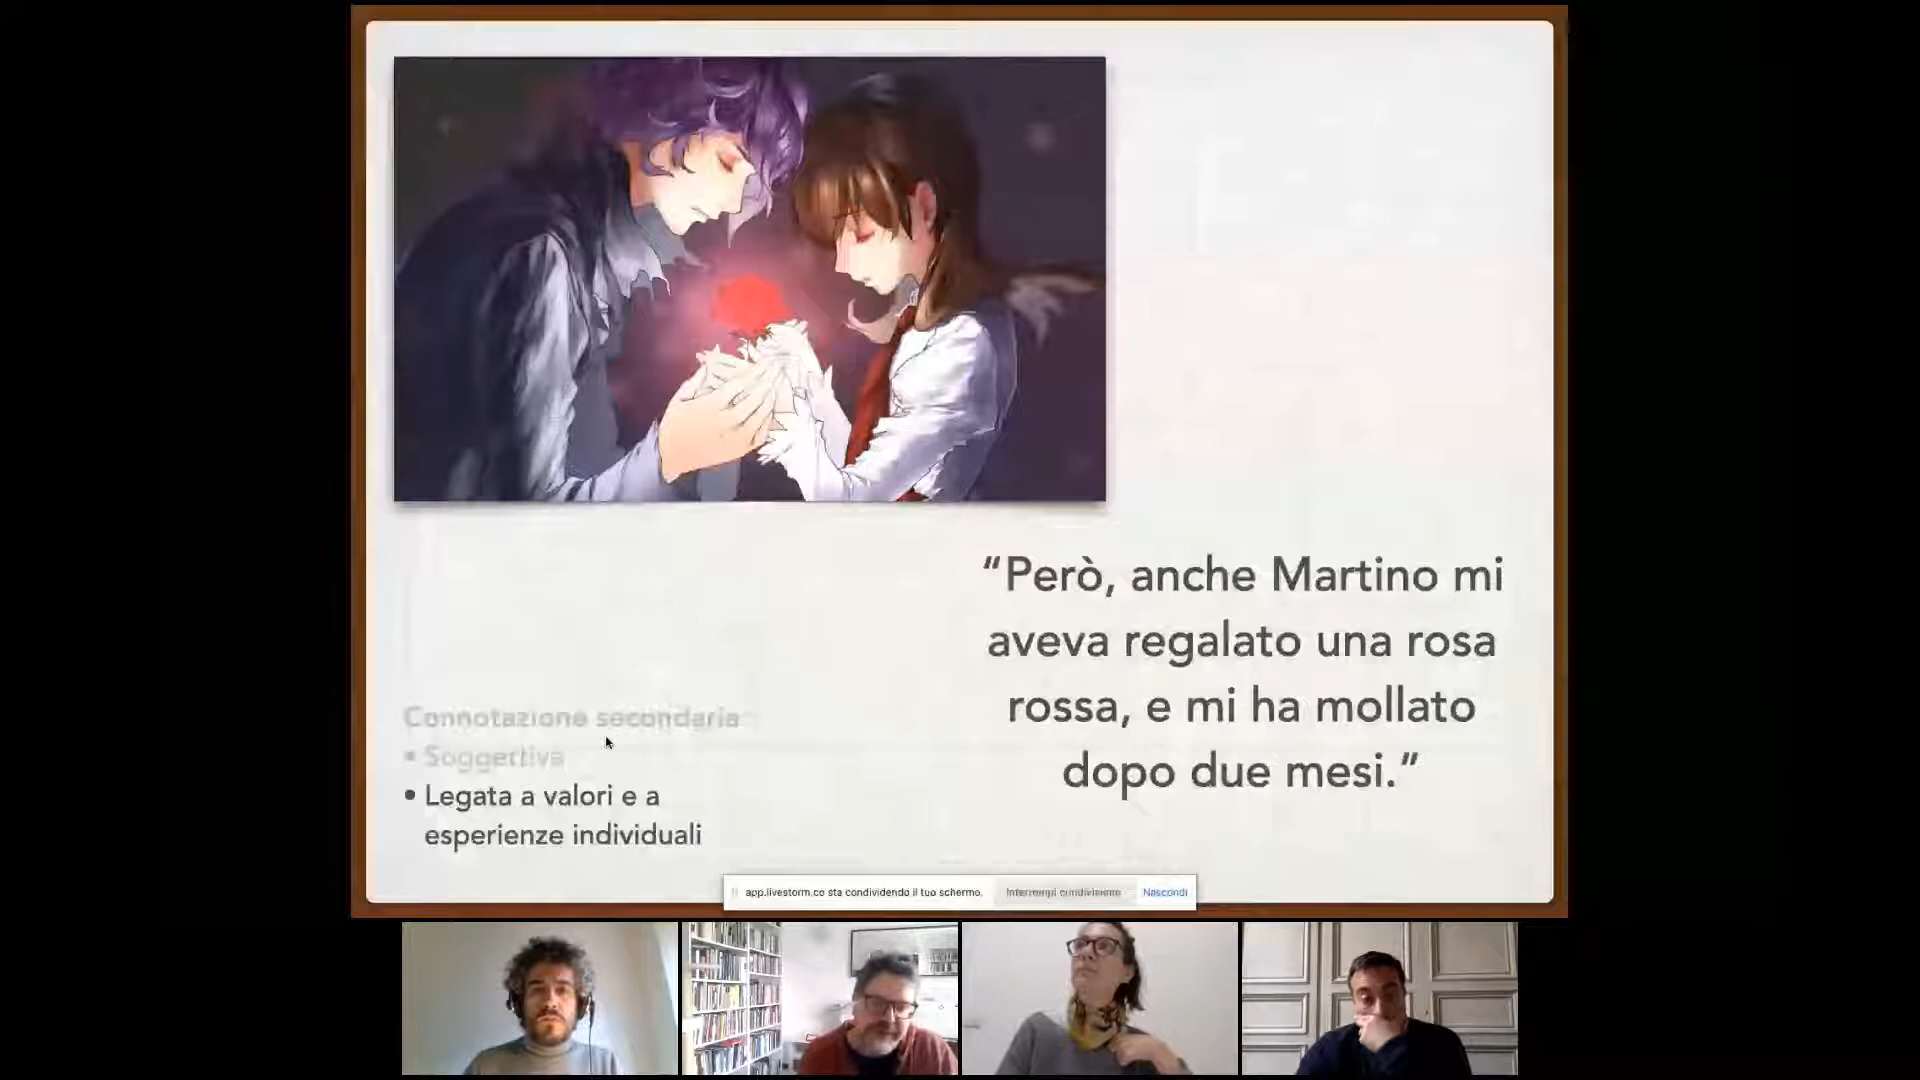 “Però, anche Martino mi
aveva regalato una rosa
rossa, e mi ha mollato
dopo due mesi.”
Connotazione secondaria
• Soggettiva
• Legata a valori e a
esperienze individuali
app.livestorm.co sta condividendo il tuo schermo.
Interrompi condivisione
Nascondi